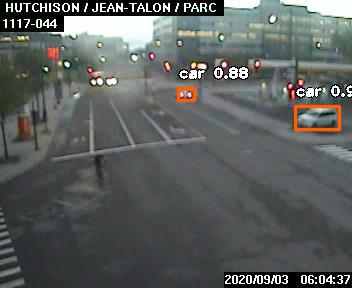 HUTCHISON / JEAN-TALON / PARC
1117-044
car 0.88
car 0.9
2020/09/03 06:04:37